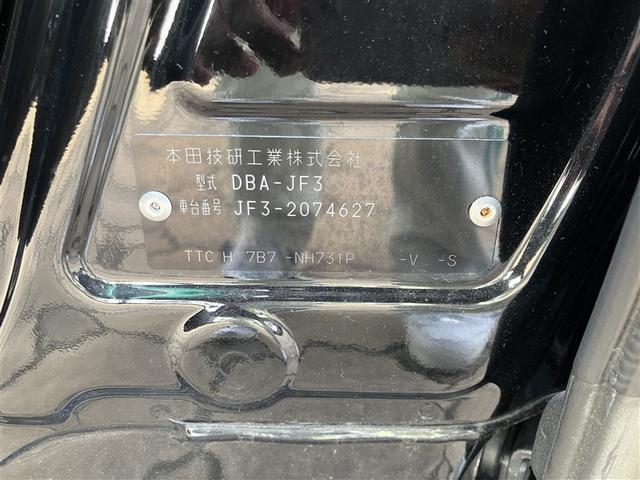 本田技研工業株式会社
型式 DBA-JF3
車台番号 JF3-2074627
TTC H 7B7 -NH731P -V -S